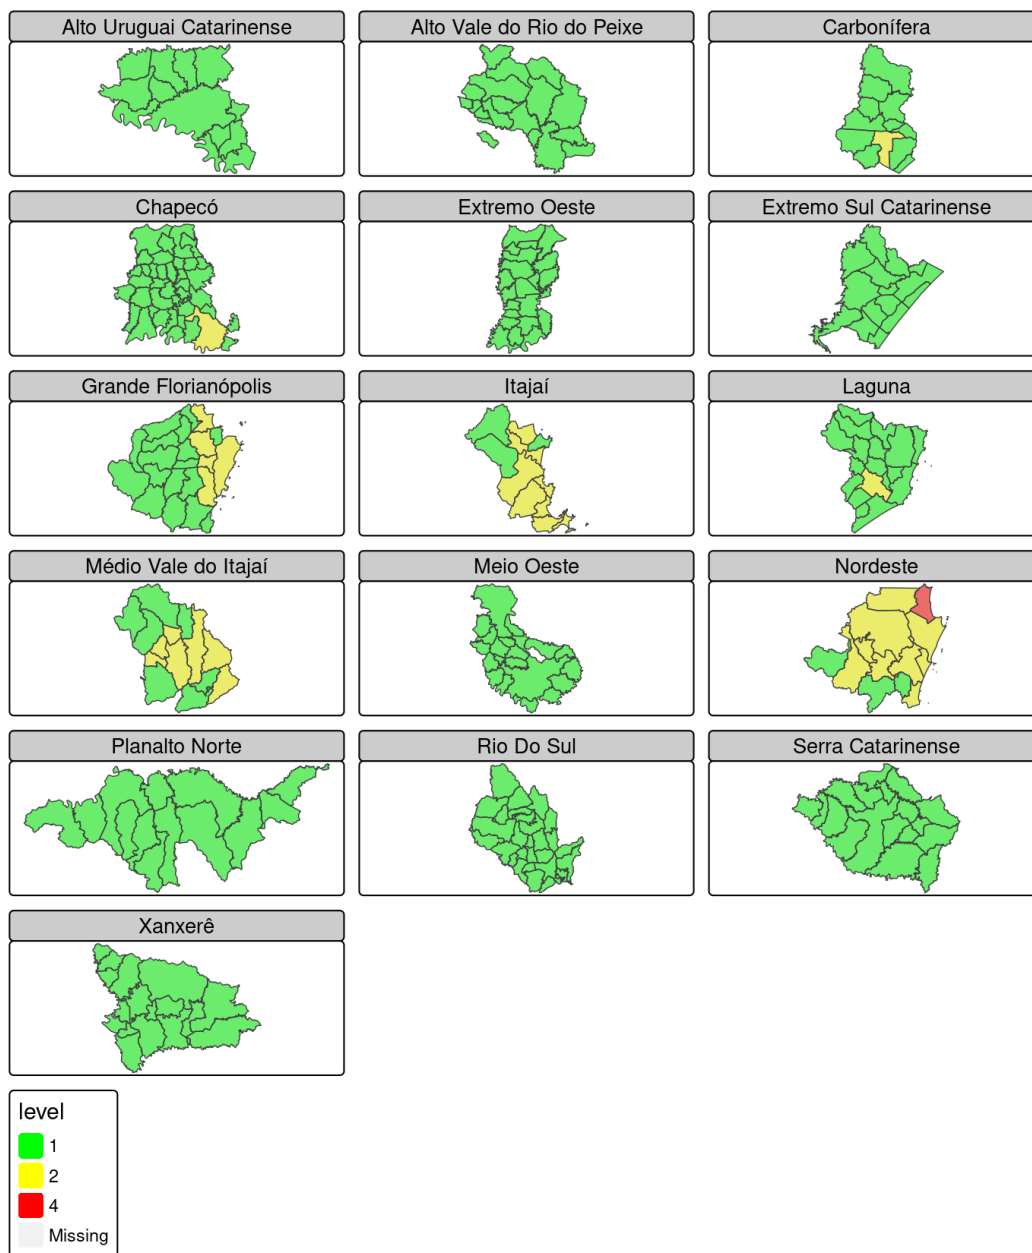 Alto Uruguai Catarinense
Alto Vale do Rio do Peixe
Carbonífera
Chapecó
Extremo Oeste
Extremo Sul Catarinense
Grande Florianópolis
Itajaí
Laguna
Médio Vale do Itajaí
Meio Oeste
Nordeste
Planalto Norte
Rio Do Sul
Serra Catarinense
Xanxerê
level
1
2
4
Missing